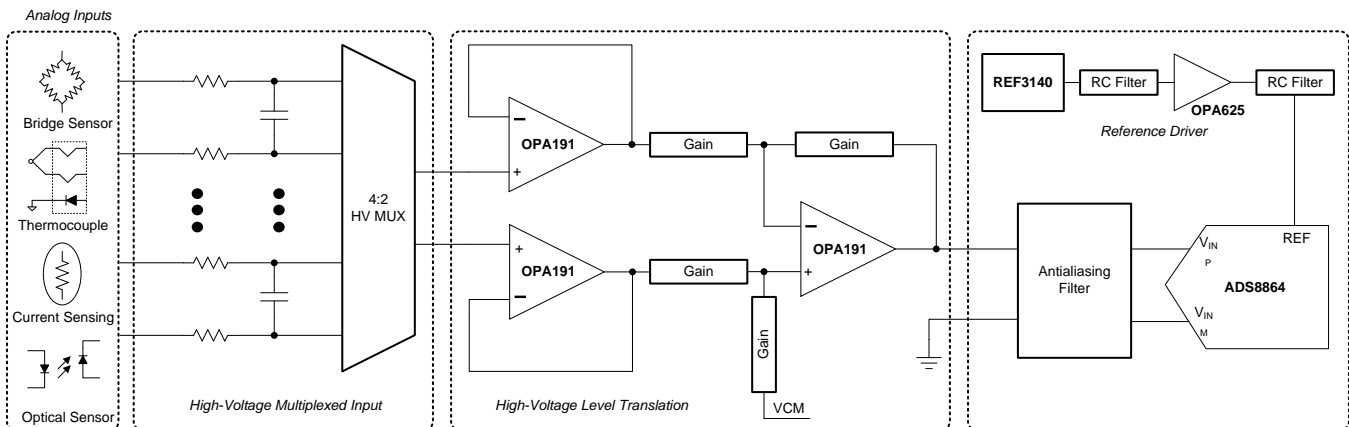 Analog Inputs
Bridge Sensor
Thermocouple
Current Sensing
Optical Sensor
4:2
HV MUX
High-Voltage Multiplexed Input
OPA191
OPA191
Gain
Gain
Gain
Gain
OPA191
VCM
High-Voltage Level Translation
REF3140
RC Filter
OPA625
RC Filter
Reference Driver
Antialiasing
Filter
REF
VIN
P
ADS8864
VIN
M